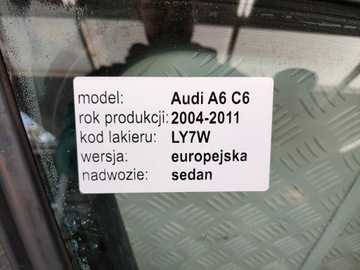 model: Audi A6 C6
rok produkcji: 2004-2011
kod lakieru: LY7W
wersja: europejska
nadwozie: sedan